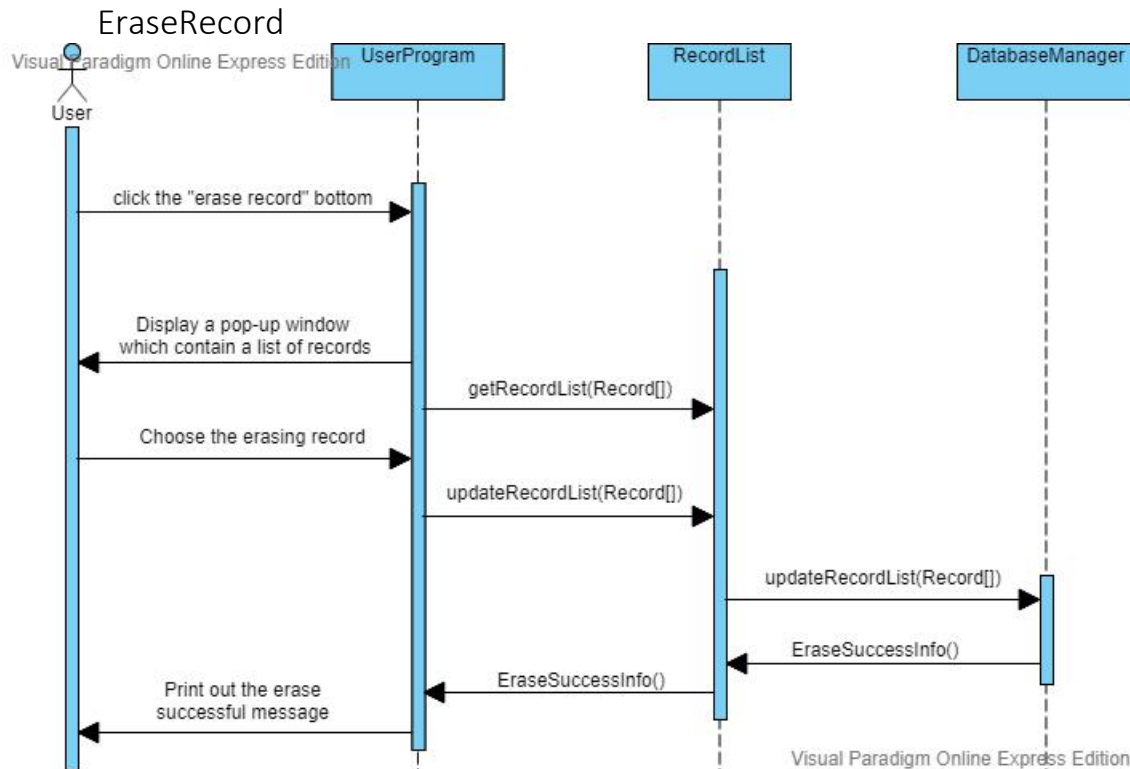 EraseRecord
Visual Paradigm Online Express Edition
UserProgram
RecordList
DatabaseManager
User
click the "erase record" bottom
Display a pop-up window
which contain a list of records
getRecordList(Record[])
Choose the erasing record
updateRecordList(Record[])
updateRecordList(Record[])
EraseSuccessInfo()
EraseSuccessInfo()
Print out the erase
successful message
Visual Paradigm Online Express Edition